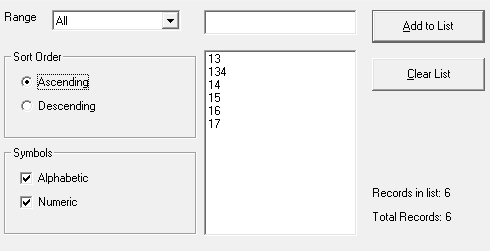 Range All Add to List
Sort Order
Ascending
Descending
13
134
14
15
16
17
Clear List
Symbols
Alphabetic
Numeric
Records in list: 6
Total Records: 6